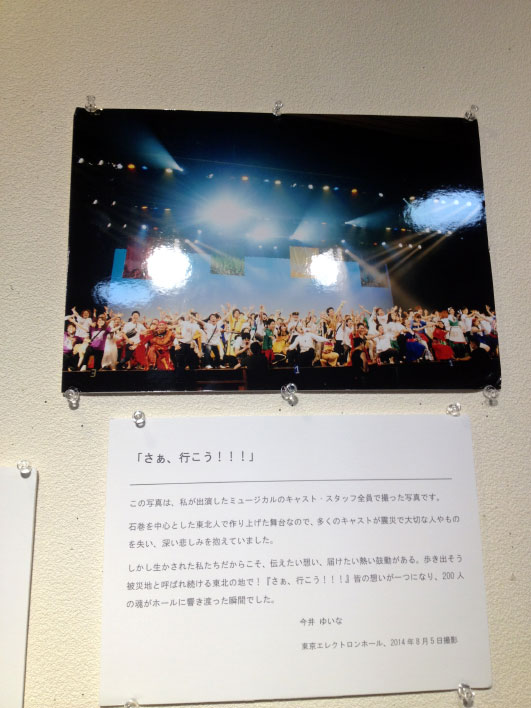 「さぁ、行こう！！！」
この写真は、私が出演したミュージカルのキャスト・スタッフ全員で撮った写真です。
石巻を中心とした東北人で作り上げた舞台なので、多くのキャストが震災で大切な人やもの
を失い、深い悲しみを抱えていました。
しかし生かされた私たちだからこそ、伝えたい想い、届けたい熱い鼓動がある。歩き出そう
被災地と呼ばれ続ける東北の地で！『さぁ、行こう！！！』皆の想いが一つになり、200人
の魂がホールに響き渡った瞬間でした。
今井 ゆいな
東京エレクトロンホール、2014年8月5日撮影